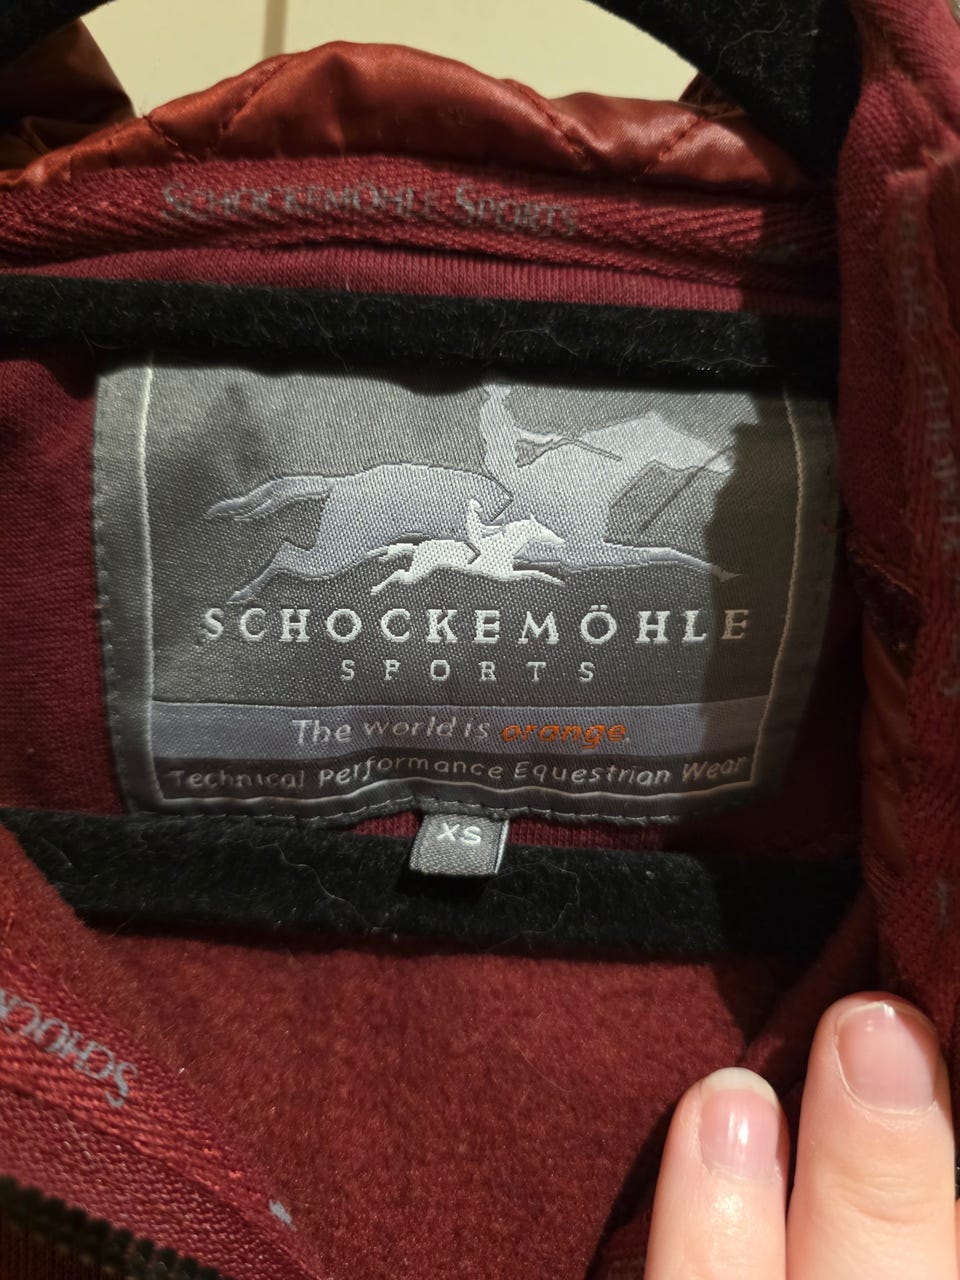 SCHOCKEMÖHLE SPORTS
SCHOCKEMÖHLE
SPORTS
The world is orange.
Technical Performance Equestrian Wear
XS